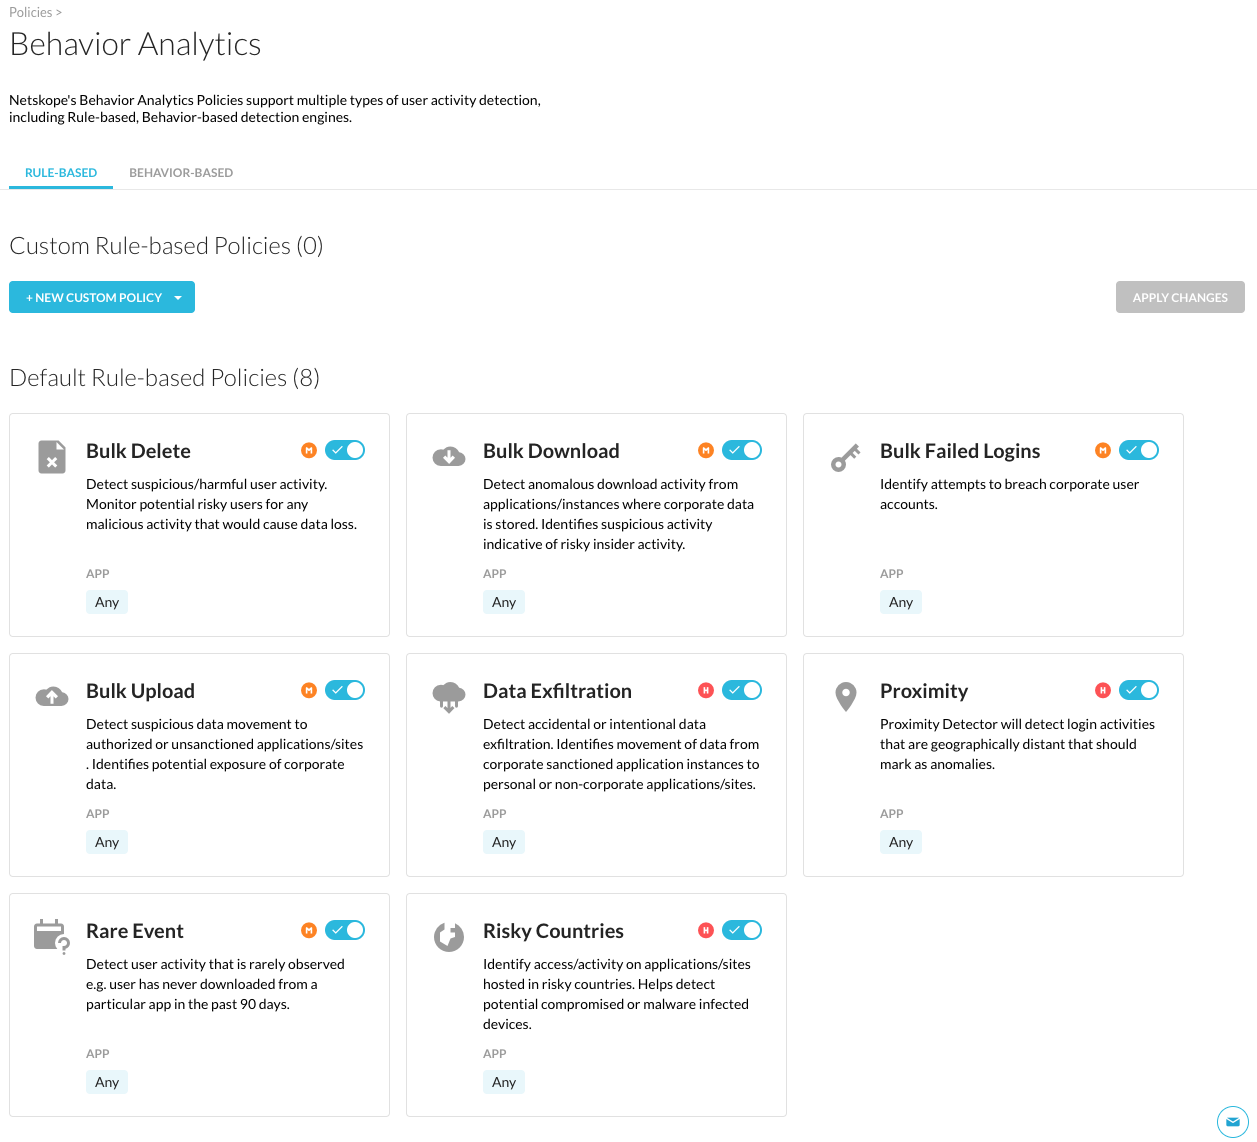 Policies >
Behavior Analytics
Netskope's Behavior Analytics Policies support multiple types of user activity detection,
including Rule-based, Behavior-based detection engines.
RULE-BASED
BEHAVIOR-BASED
Custom Rule-based Policies (0)
+ NEW CUSTOM POLICY
APPLY CHANGES
Default Rule-based Policies (8)
Bulk Delete
M
Detect suspicious/harmful user activity.
Monitor potential risky users for any
malicious activity that would cause data loss.
APP
Any
Bulk Download
M
Detect anomalous download activity from
applications/instances where corporate data
is stored. Identifies suspicious activity
indicative of risky insider activity.
APP
Any
Bulk Failed Logins
M
Identify attempts to breach corporate user
accounts.
APP
Any
Bulk Upload
M
Detect suspicious data movement to
authorized or unsanctioned applications/sites
. Identifies potential exposure of corporate
data.
APP
Any
Data Exfiltration
H
Detect accidental or intentional data
exfiltration. Identifies movement of data from
corporate sanctioned application instances to
personal or non-corporate applications/sites.
APP
Any
Proximity
H
Proximity Detector will detect login activities
that are geographically distant that should
mark as anomalies.
APP
Any
Rare Event
M
Detect user activity that is rarely observed
e.g. user has never downloaded from a
particular app in the past 90 days.
APP
Any
Risky Countries
H
Identify access/activity on applications/sites
hosted in risky countries. Helps detect
potential compromised or malware infected
devices.
APP
Any